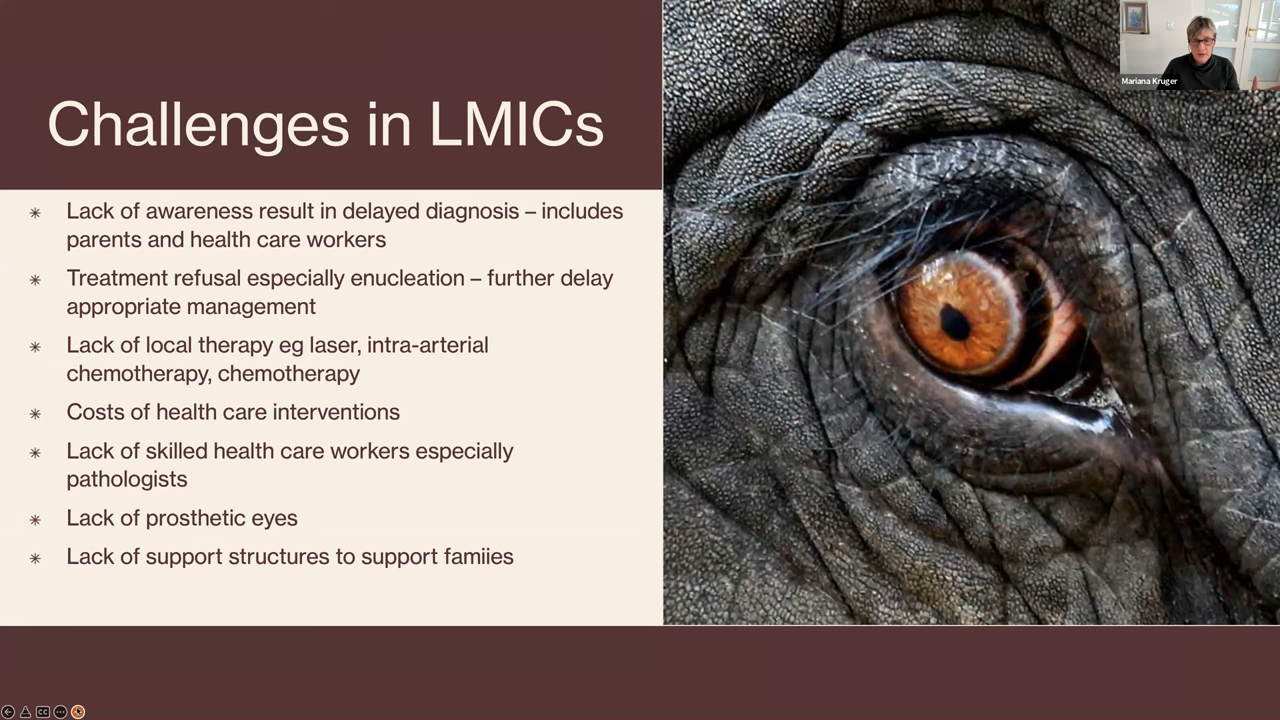 Challenges in LMICs
Lack of awareness result in delayed diagnosis – includes
parents and health care workers
Treatment refusal especially enucleation – further delay
appropriate management
Lack of local therapy eg laser, intra-arterial
chemotherapy, chemotherapy
Costs of health care interventions
Lack of skilled health care workers especially
pathologists
Lack of prosthetic eyes
Lack of support structures to support famiies
Mariana Kruger
CC